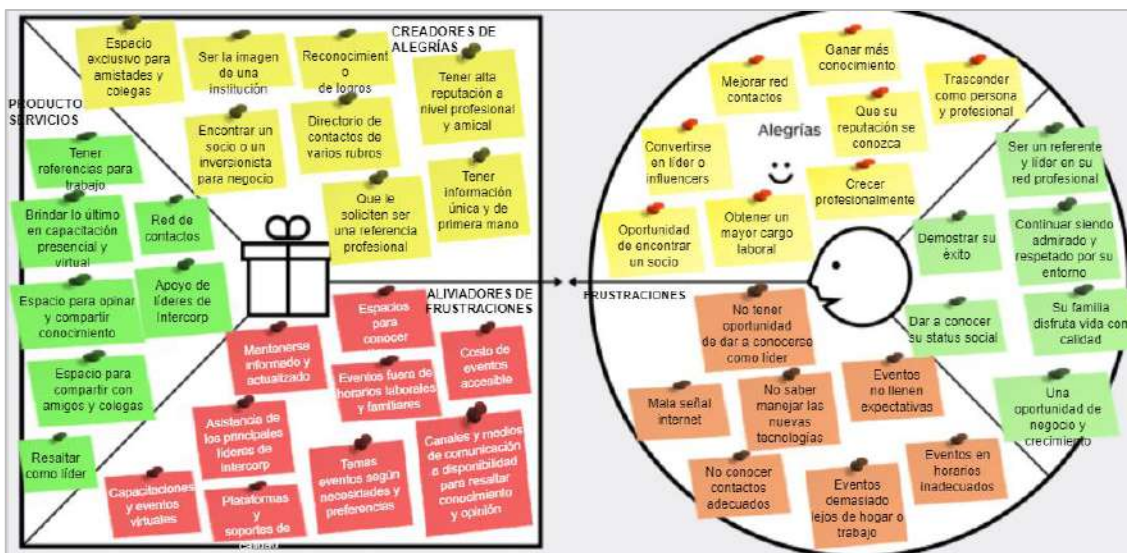 CREADORES DE
ALEGRÍAS
Espacio
exclusivo para
amistades y
colegas
Ser la imagen
de una
institución
Reconocimient
o
de logros
Tener alta
reputación a
nivel profesional
y amical
Encontrar un
socio o un
inversionista
para negocio
Directorio de
contactos de
varios rubros
Que le
soliciten ser
una referencia
profesional
Tener
información
única y de
primera mano
PRODUCTO
SERVICIOS
Tener
referencias para
trabajo
Brindar lo último
en capacitación
presencial y
virtual
Red de
contactos
Espacio para opinar
y compartir
conocimiento
Apoyo de
líderes de
Intercorp
Espacio para
compartir con
amigos y colegas
Resaltar
como líder
ALIVIADORES DE
FRUSTRACIONES
Espacios
para
conocer
Mantenerse
informado y
actualizado
Eventos fuera de
horarios laborales
y familiares
Costo de
eventos
accesible
Asistencia de
los principales
líderes de
Intercorp
Capacitaciones
y eventos
virtuales
Plataformas
y
soportes de
Temas
eventos según
necesidades y
preferencias
Canales y medios
de comunicación
a disponibilidad
para resaltar
conocimiento
y opinión
Alegrías
Mejorar red
contactos
Ganar más
conocimiento
Trascender
como persona
y profesional
Que su
reputación se
conozca
Convertirse
en líder o
influencers
Crecer
profesionalmente
Oportunidad
de encontrar
un socio
Obtener un
mayor cargo
laboral
Ser un referente
y líder en su
red profesional
Demostrar su
éxito
Continuar siendo
admirado y
respetado por su
entorno
Dar a conocer
su status social
Su familia
disfruta vida con
calidad
Una
oportunidad de
negocio y
crecimiento
FRUSTRACIONES
No tener
oportunidad
de dar a conocerse
como líder
Mala señal
internet
No saber
manejar las
nuevas
tecnologías
Eventos
no llenen
expectativas
No conocer
contactos
adecuados
Eventos
demasiado
lejos de hogar o
trabajo
Eventos en
horarios
inadecuados